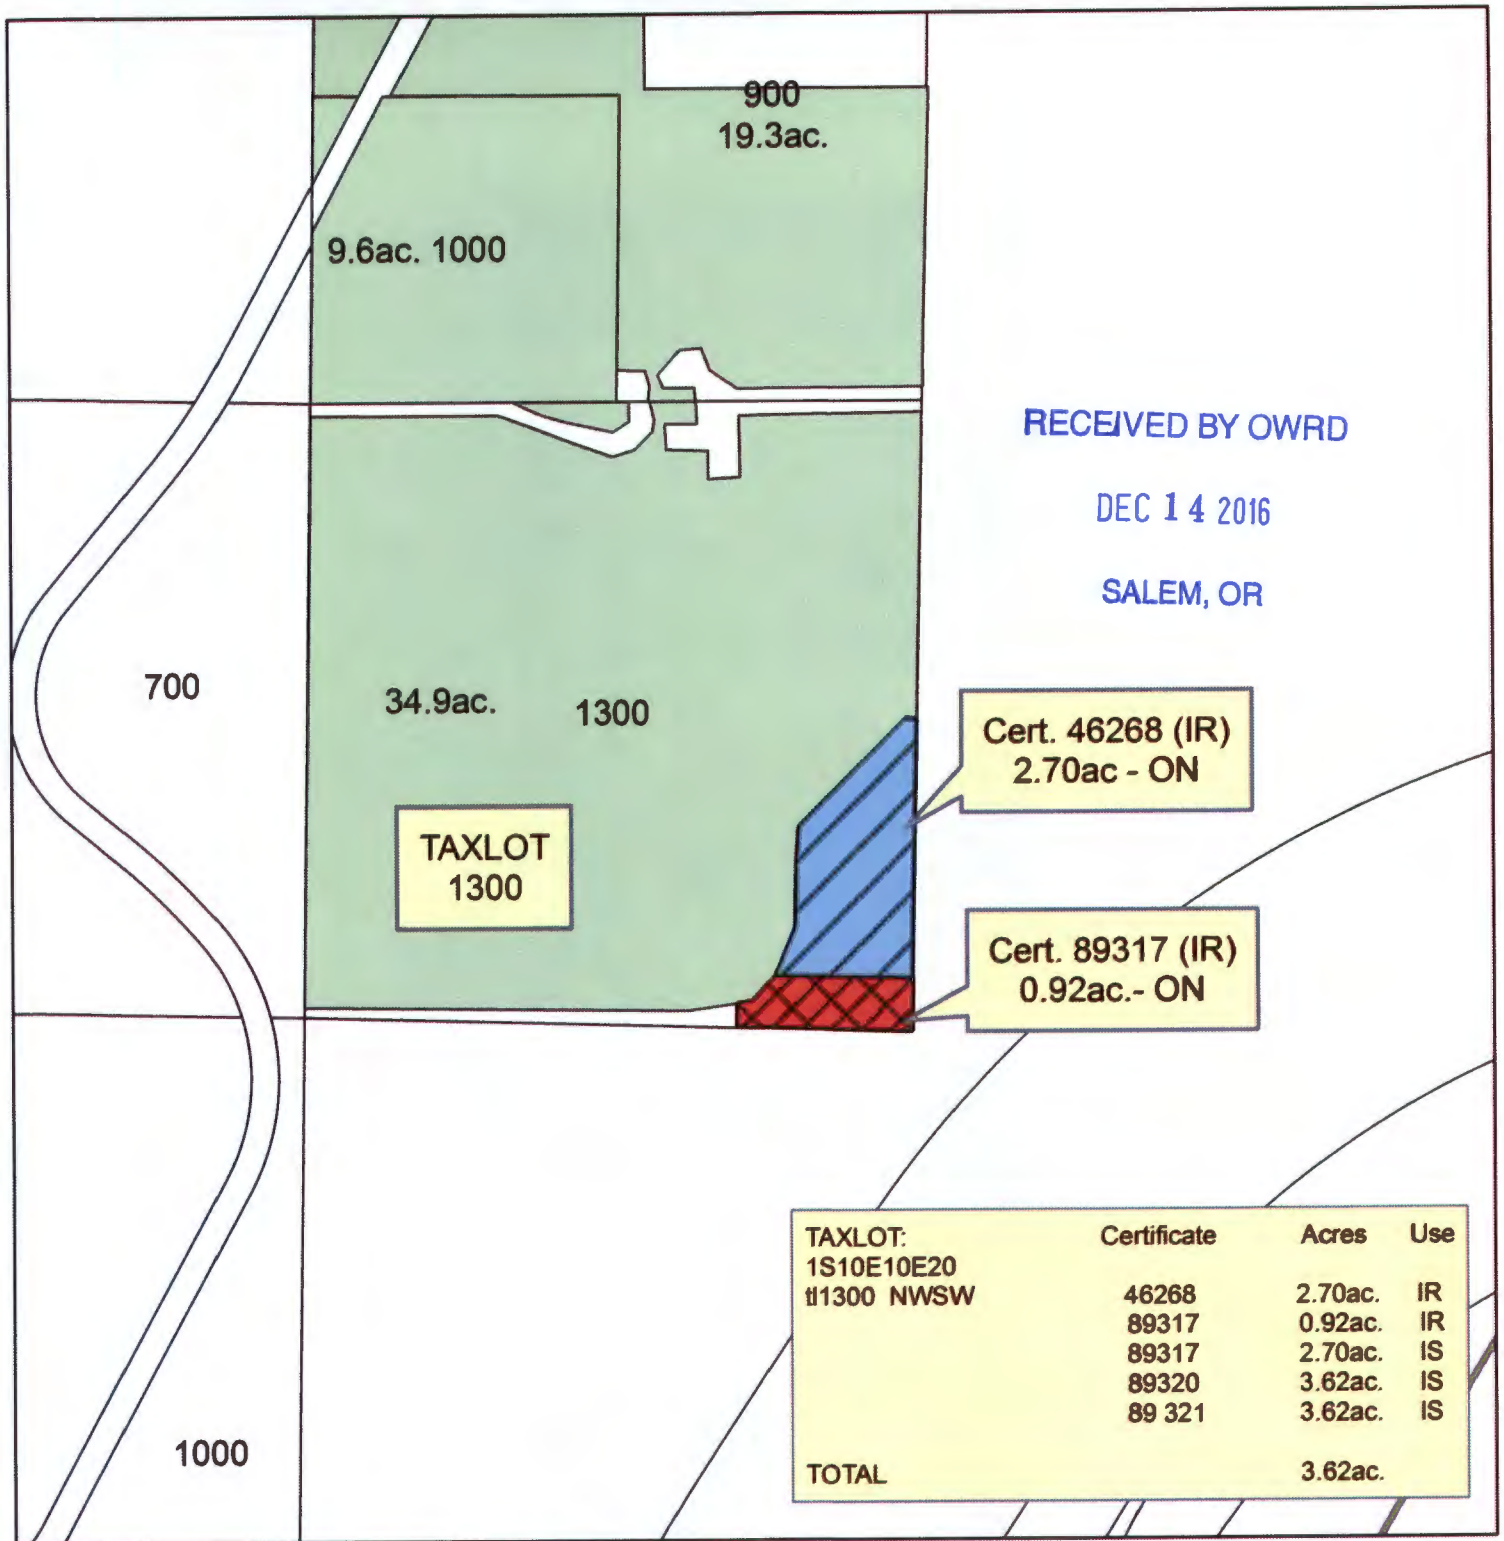 900
19.3ac.
9.6ac. 1000
RECEIVED BY OWRD
DEC 14 2016
SALEM, OR
700
34.9ac. 1300
Cert. 46268 (IR)
2.70ac - ON
TAXLOT
1300
Cert. 89317 (IR)
0.92ac.- ON
TAXLOT: Certificate Acres Use
1S10E10E20
tl1300 NWSW 46268 2.70ac. IR
89317 0.92ac. IR
89317 2.70ac. IS
89320 3.62ac. IS
89 321 3.62ac. IS
TOTAL 3.62ac.
1000